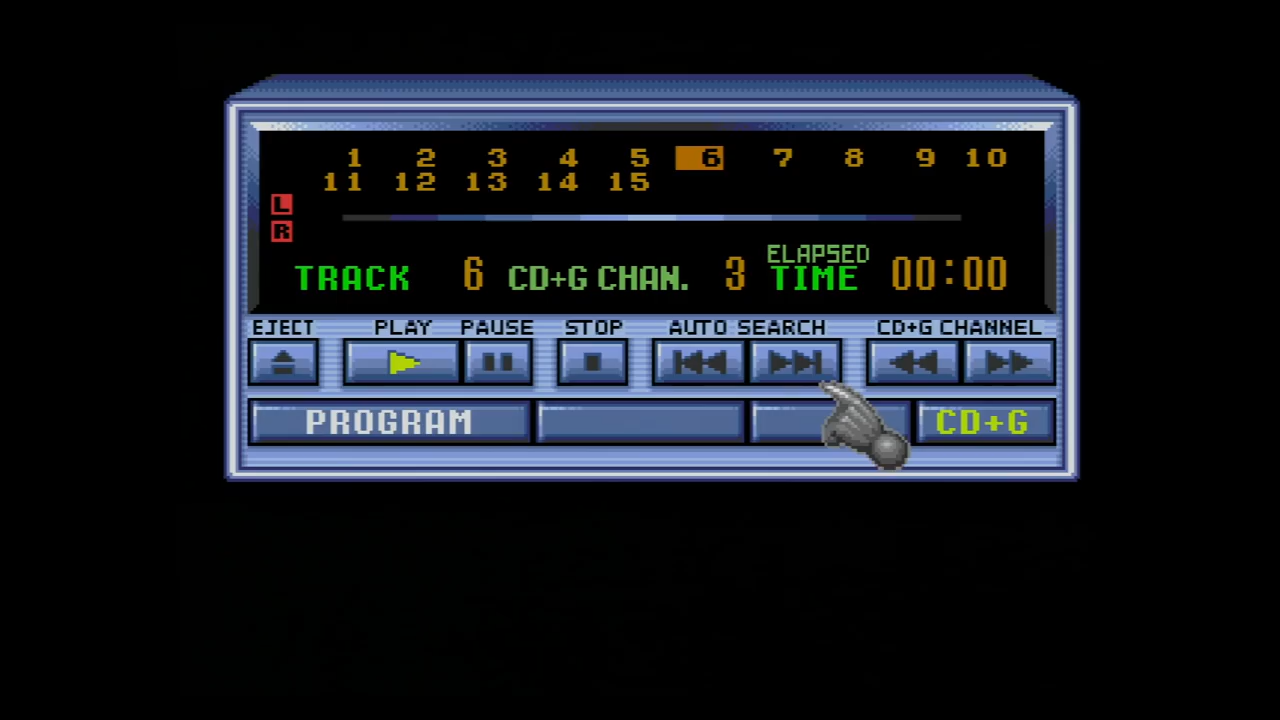 1 2 3 4 5 6 7 8 9 10
11 12 13 14 15
L
R
TRACK 6 CD+G CHAN. 3 ELAPSED TIME 00:00
EJECT PLAY PAUSE STOP AUTO SEARCH CD+G CHANNEL
PROGRAM CD+G